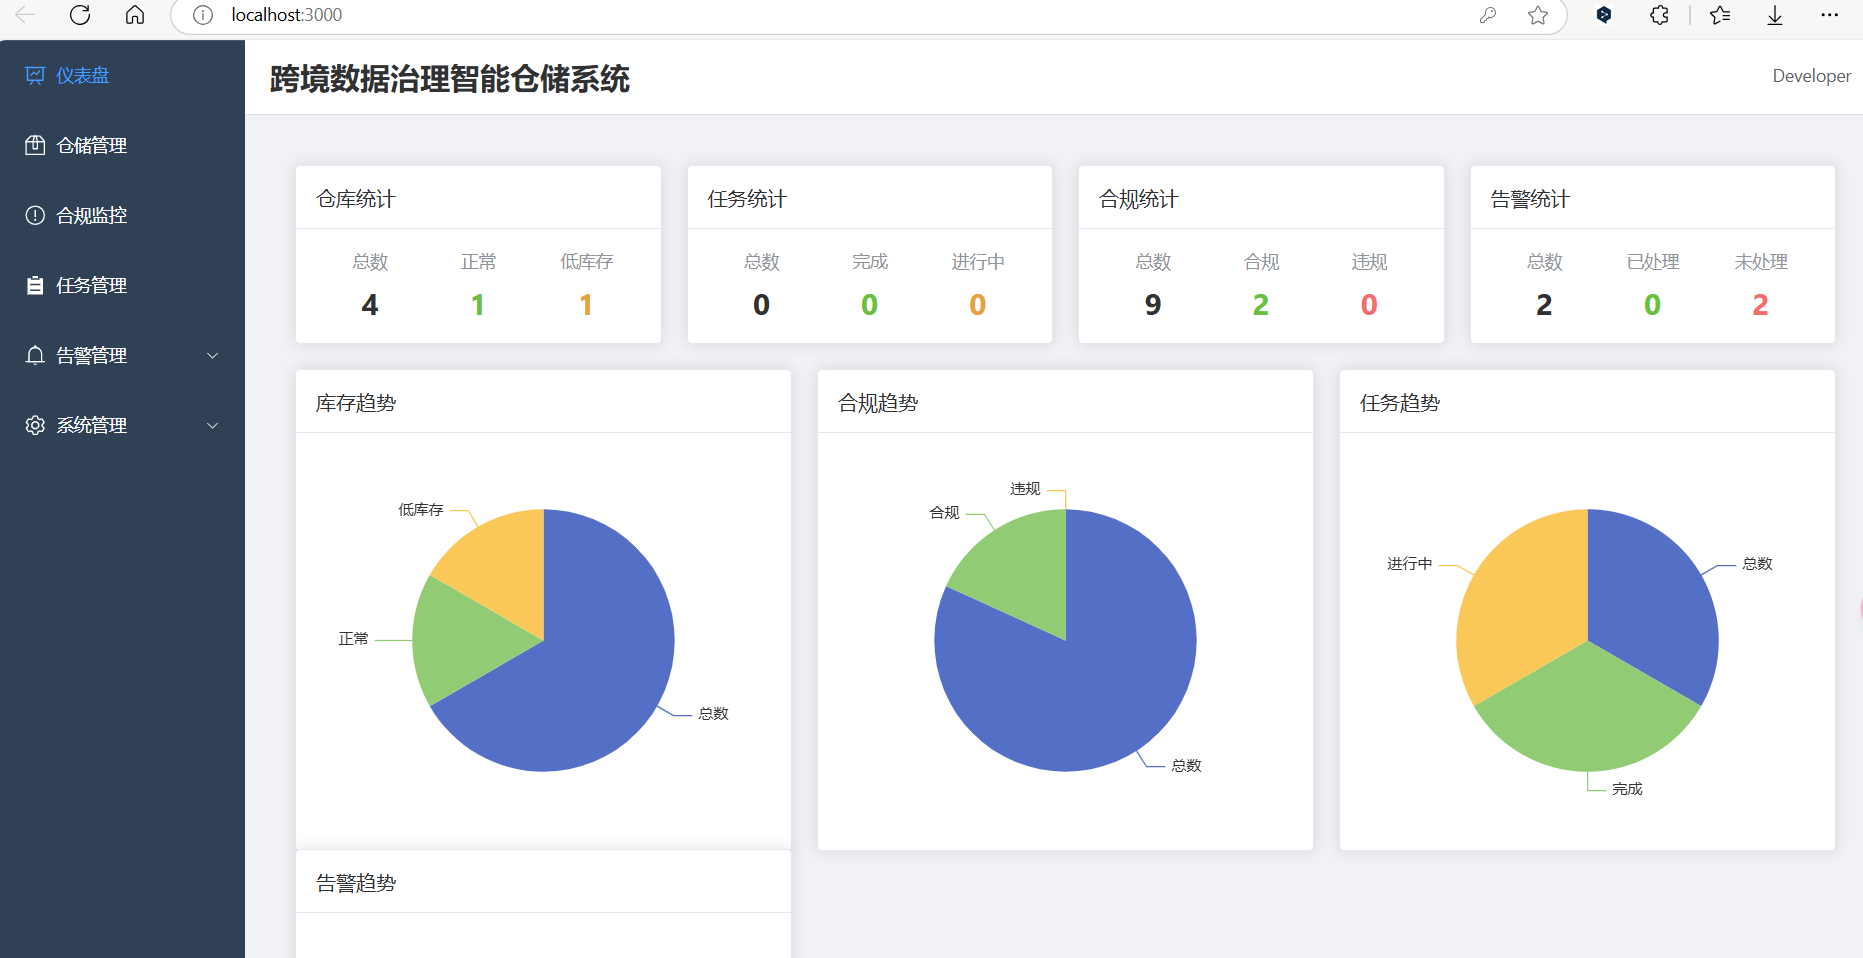 localhost:3000
仪表盘
仓储管理
合规监控
任务管理
告警管理
系统管理
跨境数据治理智能仓储系统
Developer
仓库统计
总数 正常 低库存
4 1 1
任务统计
总数 完成 进行中
0 0 0
合规统计
总数 合规 违规
9 2 0
告警统计
总数 已处理 未处理
2 0 2
库存趋势
低库存
正常
总数
合规趋势
违规
合规
总数
任务趋势
进行中
总数
完成
告警趋势